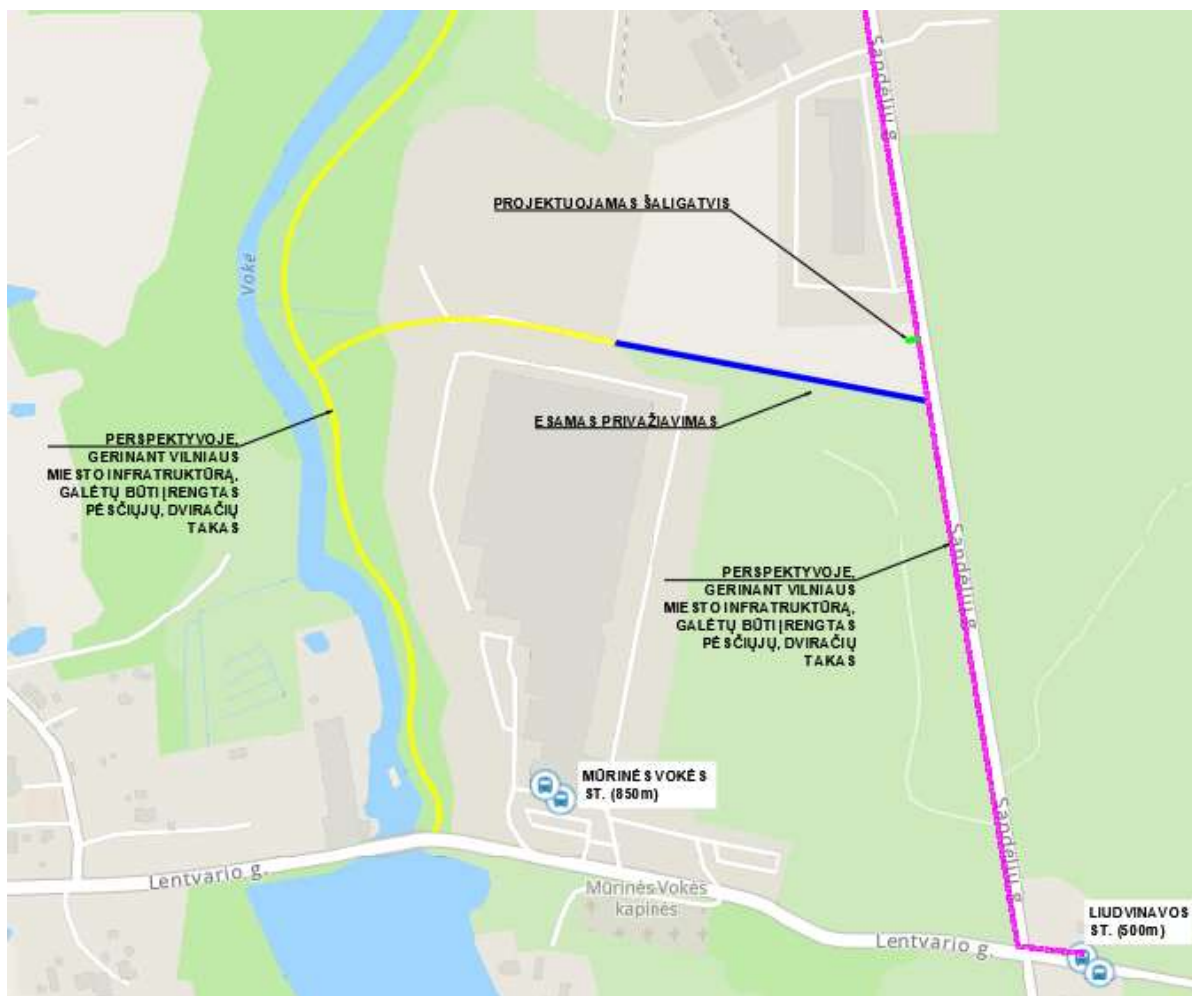 Sandėlių g.
PROJEKTUOJAMAS ŠALIGATVIS
Vokė
ESAMAS PRIVAŽIAVIMAS
PERSPEKTYVOJE,
GERINANT VILNIAUS
MIESTO INFRATRUKTŪRĄ,
GALĖTŲ BŪTI ĮRENGTAS
PĖSČIŲJŲ, DVIRAČIŲ
TAKAS
Sandėlių g.
PERSPEKTYVOJE,
GERINANT VILNIAUS
MIESTO INFRATRUKTŪRĄ,
GALĖTŲ BŪTI ĮRENGTAS
PĖSČIŲJŲ, DVIRAČIŲ
TAKAS
MŪRINĖS VOKĖS
ST. (850m)
Sandėlių g.
Lentvario g.
Mūrinės Vokės
kapinės
LIUDVINAVOS
ST. (500m)
Lentvario g.